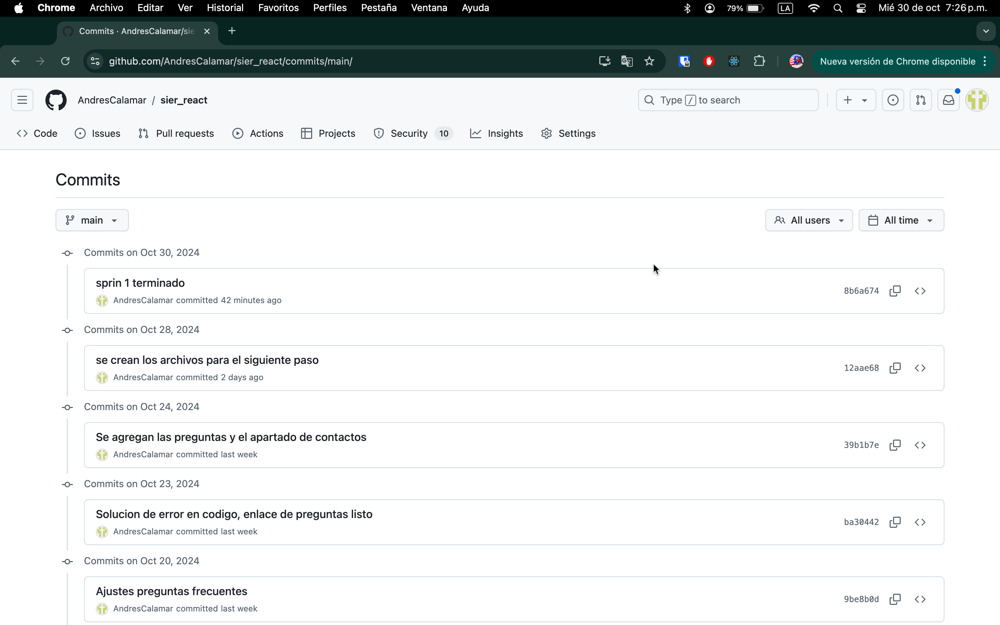 Chrome Archivo Editar Ver Historial Favoritos Perfiles Pestaña Ventana Ayuda 79% LA Mié 30 de oct 7:26 p.m.
Commits · AndresCalamar/sie
github.com/AndresCalamar/sier_react/commits/main/ Nueva versión de Chrome disponible
AndresCalamar / sier_react Type / to search
Code Issues Pull requests Actions Projects Security 10 Insights Settings
Commits
main All users All time
Commits on Oct 30, 2024
sprin 1 terminado
AndresCalamar committed 42 minutes ago 8b6a674
Commits on Oct 28, 2024
se crean los archivos para el siguiente paso
AndresCalamar committed 2 days ago 12aae68
Commits on Oct 24, 2024
Se agregan las preguntas y el apartado de contactos
AndresCalamar committed last week 39b1b7e
Commits on Oct 23, 2024
Solucion de error en codigo, enlace de preguntas listo
AndresCalamar committed last week ba30442
Commits on Oct 20, 2024
Ajustes preguntas frecuentes
AndresCalamar committed last week 9be8b0d